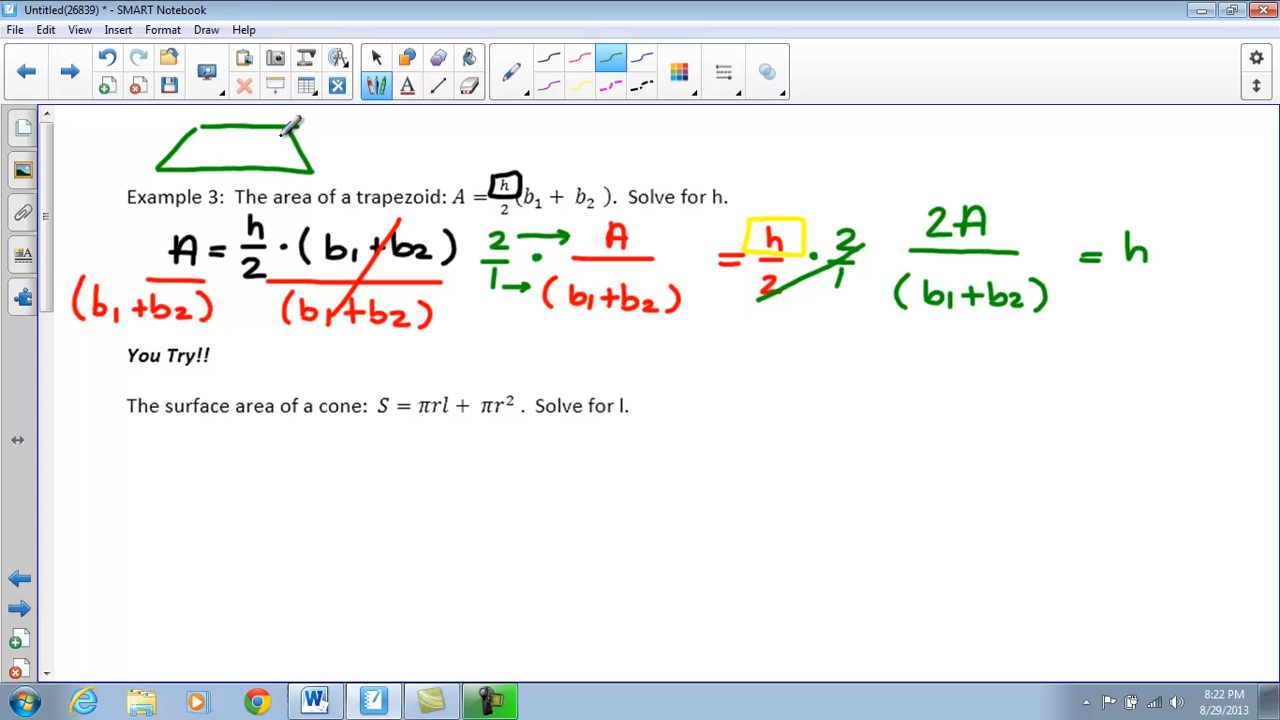 Untitled(26839) * - SMART Notebook
File Edit View Insert Format Draw Help
Example 3: The area of a trapezoid: A = h/2 (b₁ + b₂ ). Solve for h.
A = h/2 · (b₁+b₂) 2/1 · A/(b₁+b₂) = h/2 · 2/1 2A/(b₁+b₂) = h
(b₁+b₂) (b₁+b₂)
You Try!!
The surface area of a cone: S = πrl + πr² . Solve for l.
8:22 PM
8/29/2013